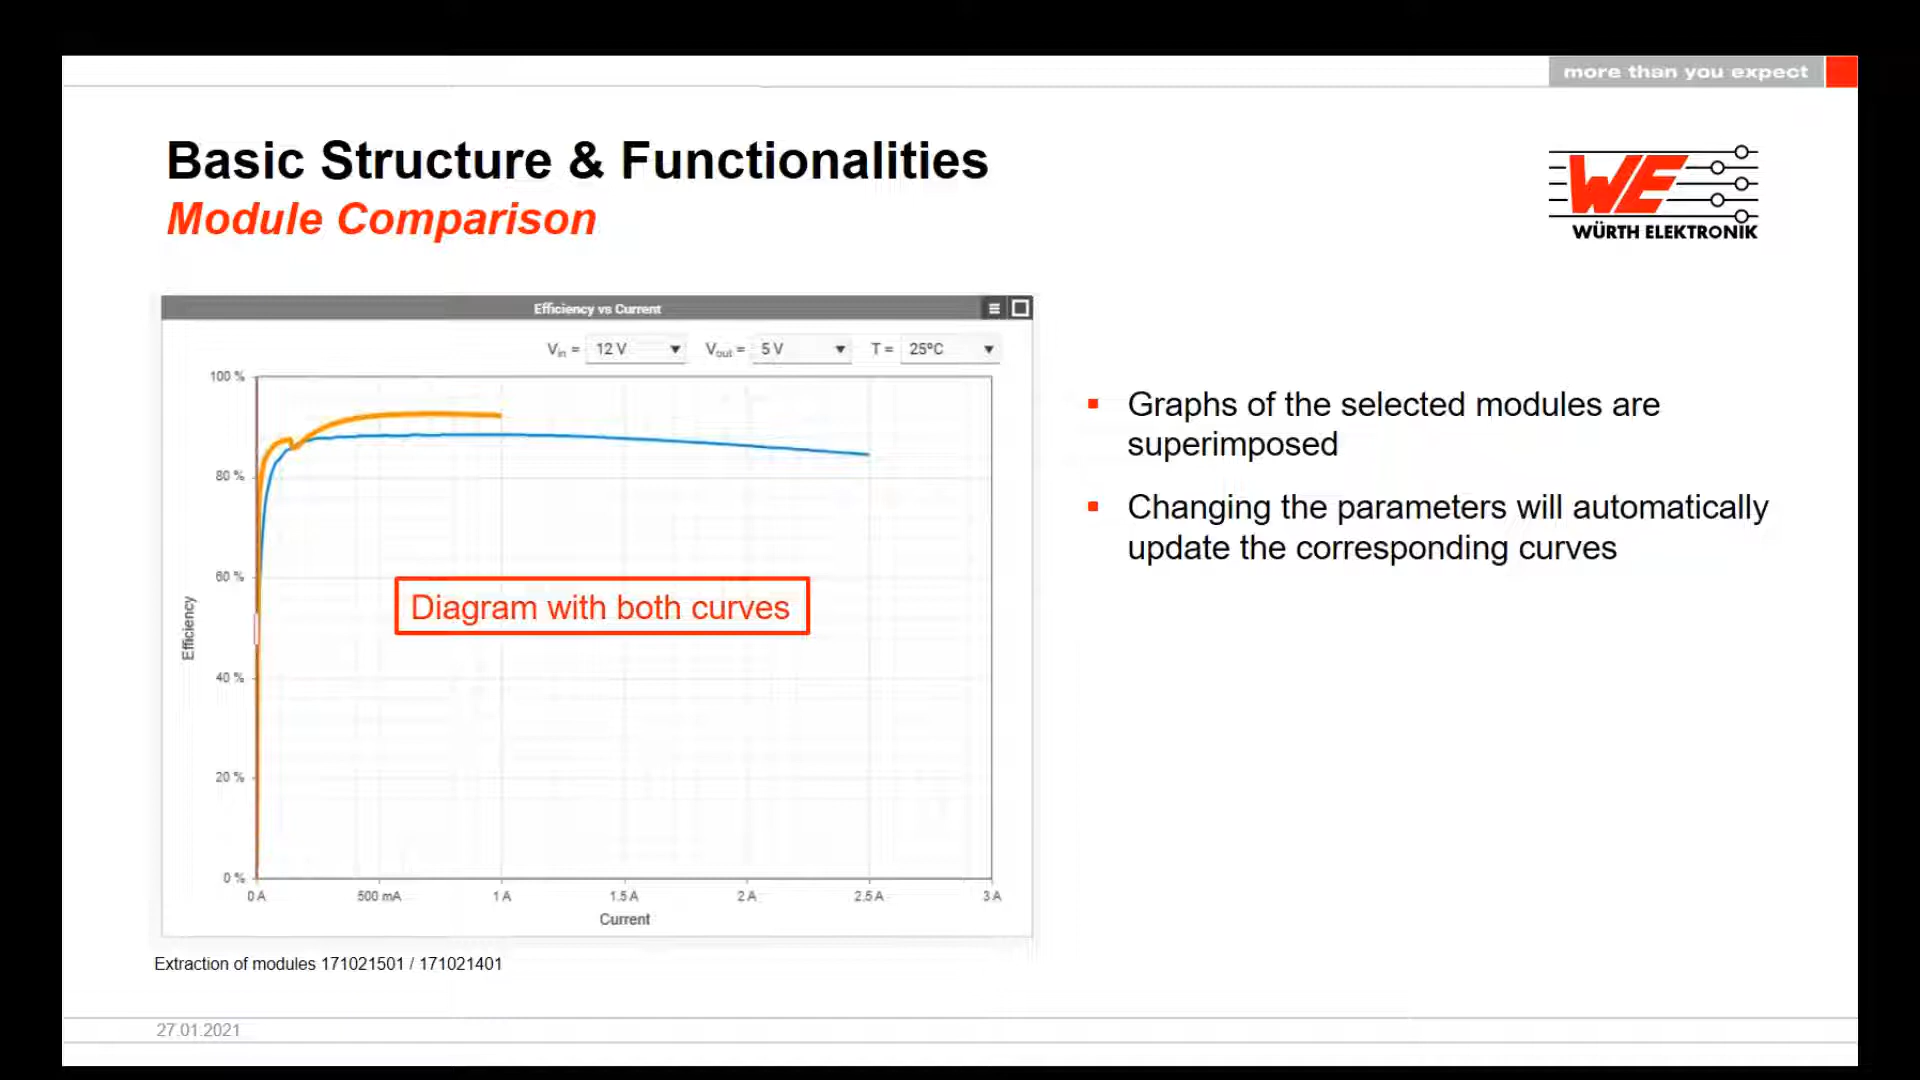 more than you expect
Basic Structure & Functionalities
Module Comparison
WE
WÜRTH ELEKTRONIK
Efficiency vs Current
Vin = 12 V Vout = 5 V T = 25ºC
100 %
80 %
60 %
40 %
20 %
0 %
Efficiency
Diagram with both curves
0 A 500 mA 1 A 1.5 A 2 A 2.5 A 3 A
Current
Extraction of modules 171021501 / 171021401
▪ Graphs of the selected modules are
superimposed
▪ Changing the parameters will automatically
update the corresponding curves
27.01.2021